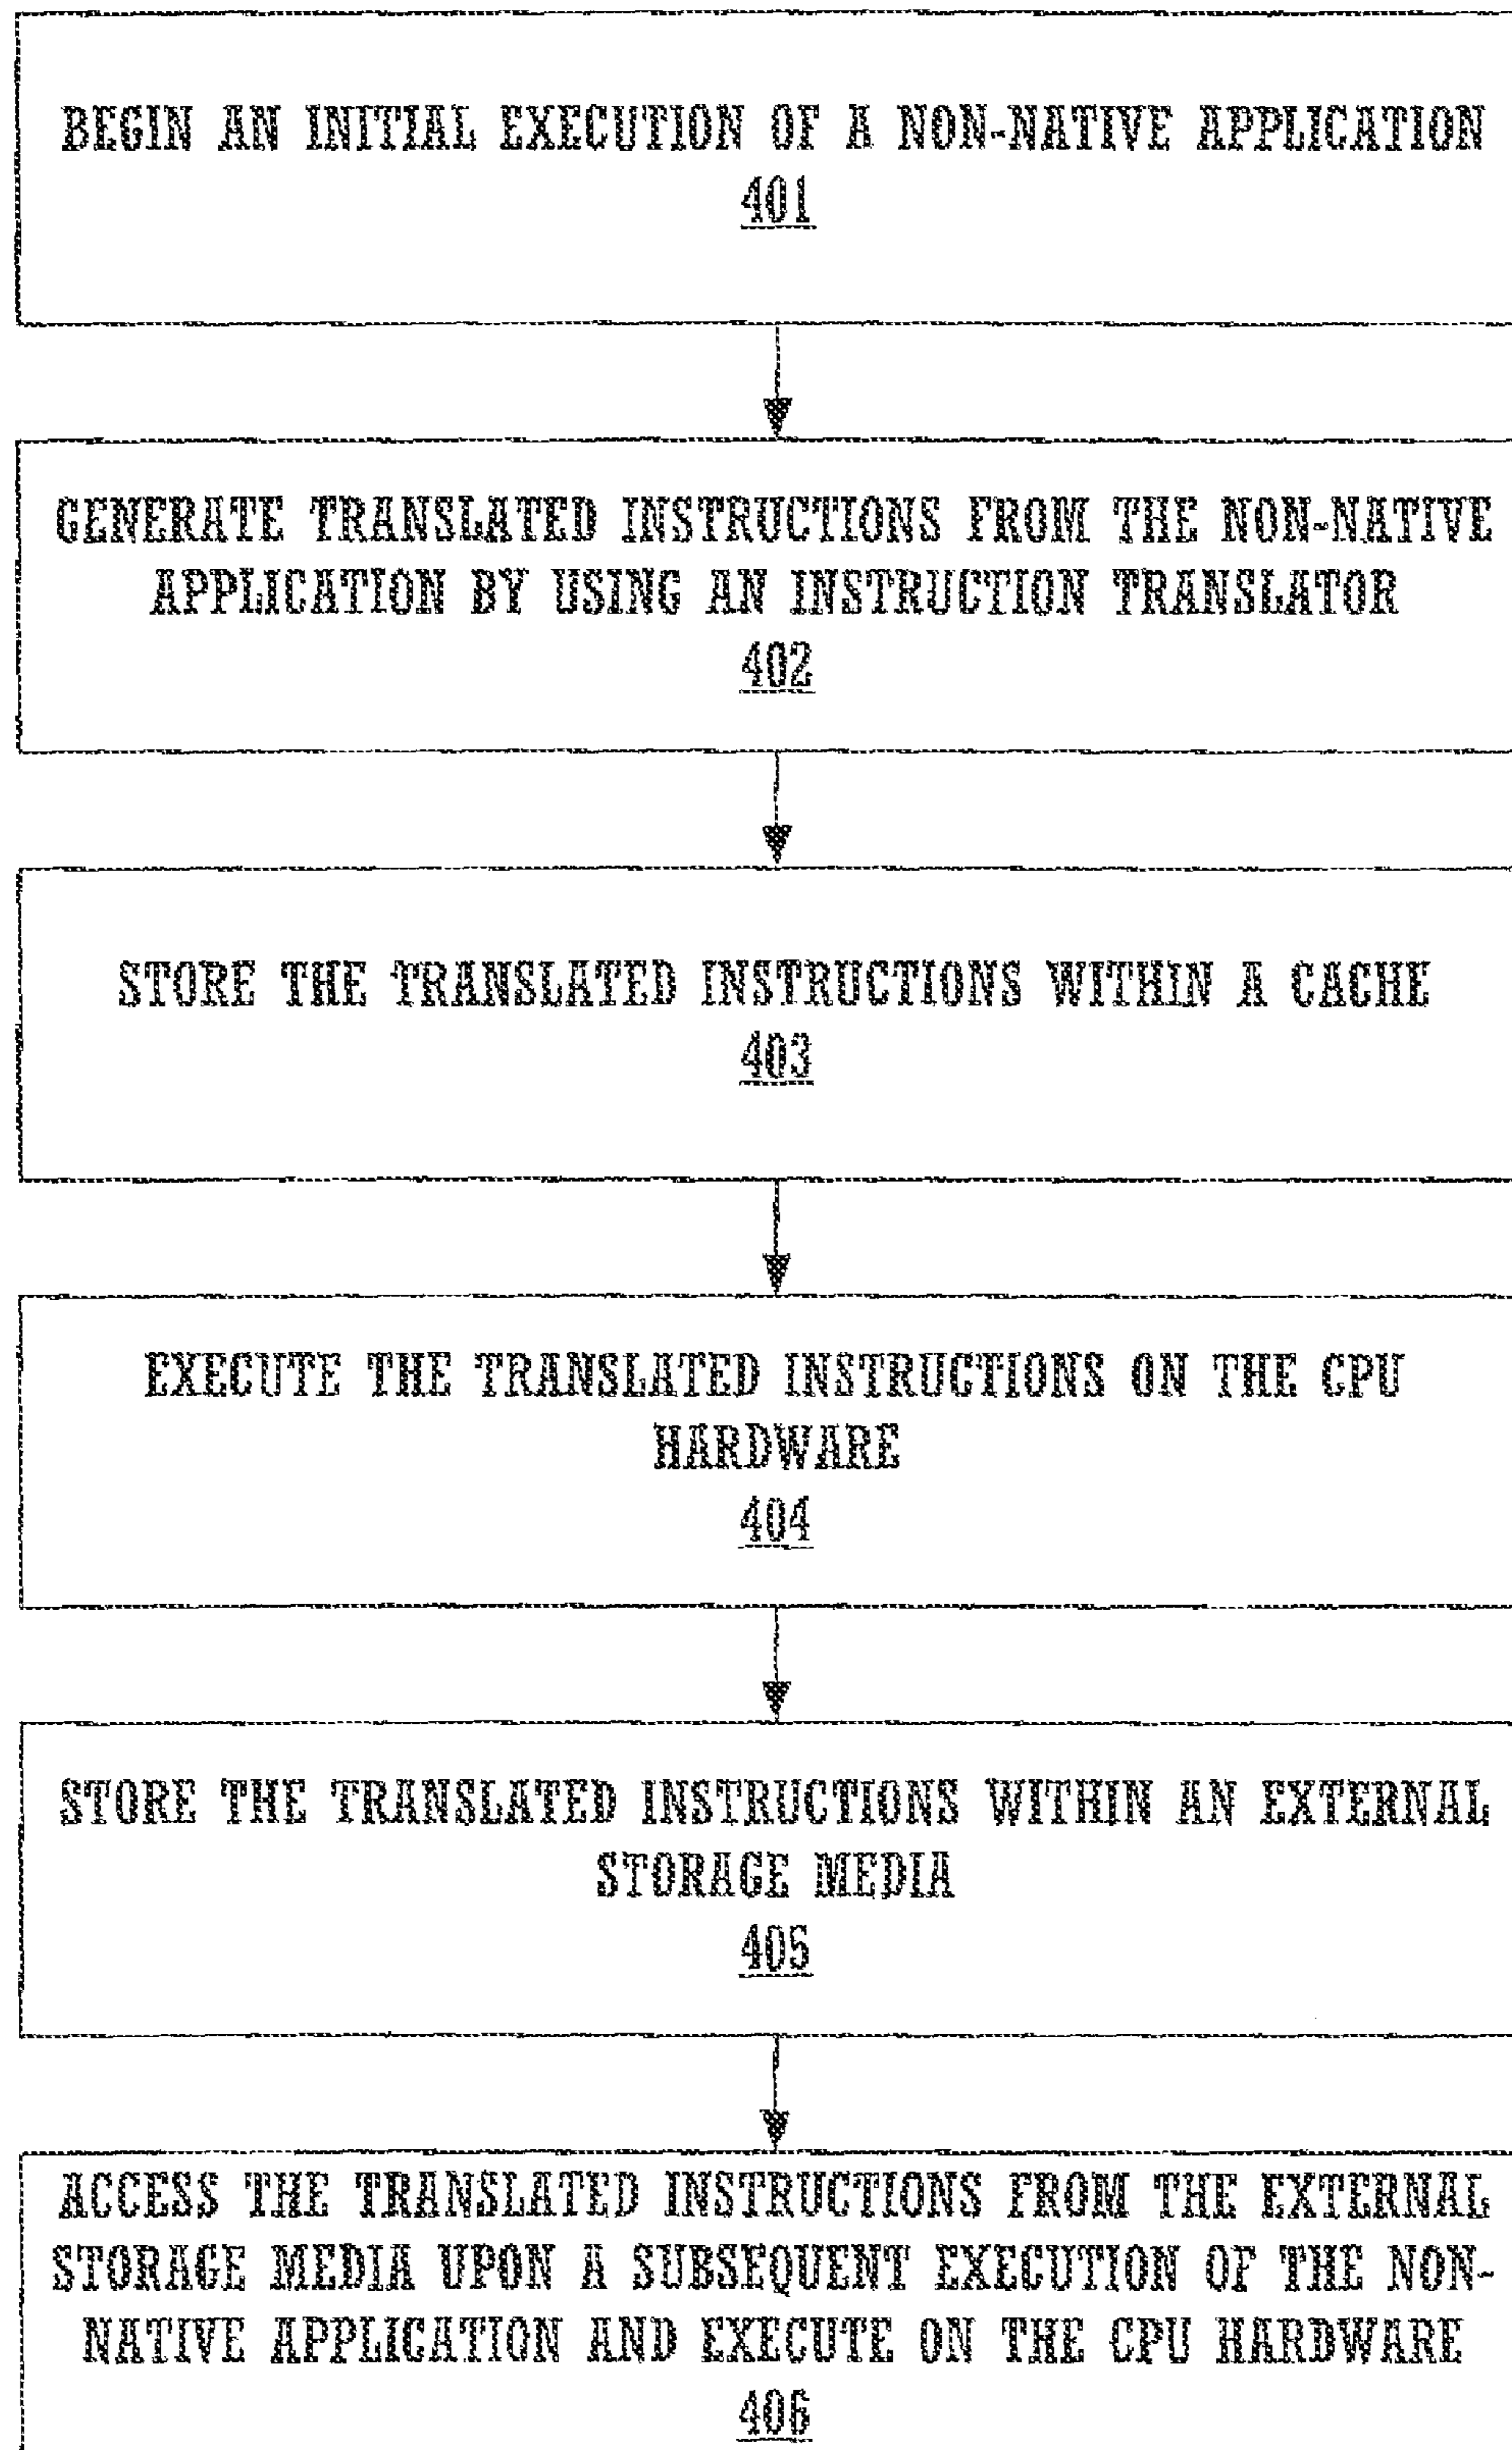 BEGIN AN INITIAL EXECUTION OF A NON-NATIVE APPLICATION
401
GENERATE TRANSLATED INSTRUCTIONS FROM THE NON-NATIVE
APPLICATION BY USING AN INSTRUCTION TRANSLATOR
402
STORE THE TRANSLATED INSTRUCTIONS WITHIN A CACHE
403
EXECUTE THE TRANSLATED INSTRUCTIONS ON THE CPU
HARDWARE
404
STORE THE TRANSLATED INSTRUCTIONS WITHIN AN EXTERNAL
STORAGE MEDIA
405
ACCESS THE TRANSLATED INSTRUCTIONS FROM THE EXTERNAL
STORAGE MEDIA UPON A SUBSEQUENT EXECUTION OF THE NON-
NATIVE APPLICATION AND EXECUTE ON THE CPU HARDWARE
406